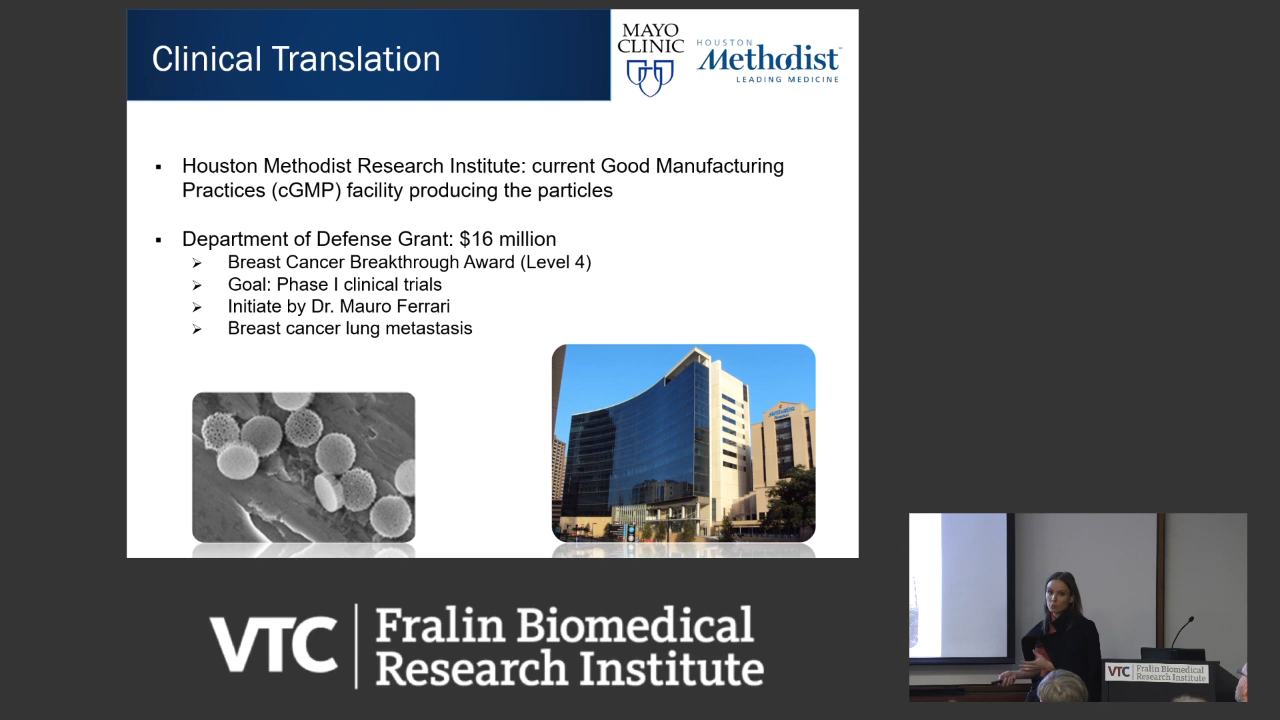 Clinical Translation
MAYO
CLINIC
HOUSTON
Methodist
LEADING MEDICINE
Houston Methodist Research Institute: current Good Manufacturing
Practices (cGMP) facility producing the particles
Department of Defense Grant: $16 million
Breast Cancer Breakthrough Award (Level 4)
Goal: Phase I clinical trials
Initiate by Dr. Mauro Ferrari
Breast cancer lung metastasis
Methodist
VTC
Fralin Biomedical
Research Institute
VTC
Fralin Biomedical
Research Institute